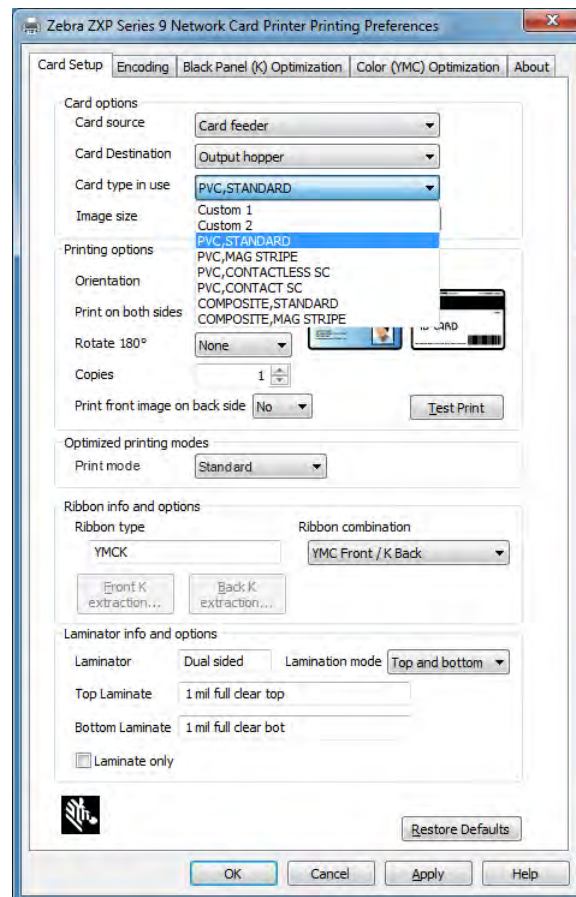 Zebra ZXP Series 9 Network Card Printer Printing Preferences
Card Setup Encoding Black Panel (K) Optimization Color (YMC) Optimization About
Card options
Card source Card feeder
Card Destination Output hopper
Card type in use PVC,STANDARD
Image size Custom 1
Custom 2
PVC,STANDARD
Printing options PVC,MAG STRIPE
PVC,CONTACTLESS SC
Orientation PVC,CONTACT SC
COMPOSITE,STANDARD
Print on both sides COMPOSITE,MAG STRIPE
ID CARD
Rotate 180° None
Copies 1
Print front image on back side No Test Print
Optimized printing modes
Print mode Standard
Ribbon info and options
Ribbon type Ribbon combination
YMCK YMC Front / K Back
Front K extraction... Back K extraction...
Laminator info and options
Laminator Dual sided Lamination mode Top and bottom
Top Laminate 1 mil full clear top
Bottom Laminate 1 mil full clear bot
Laminate only
Restore Defaults
OK Cancel Apply Help